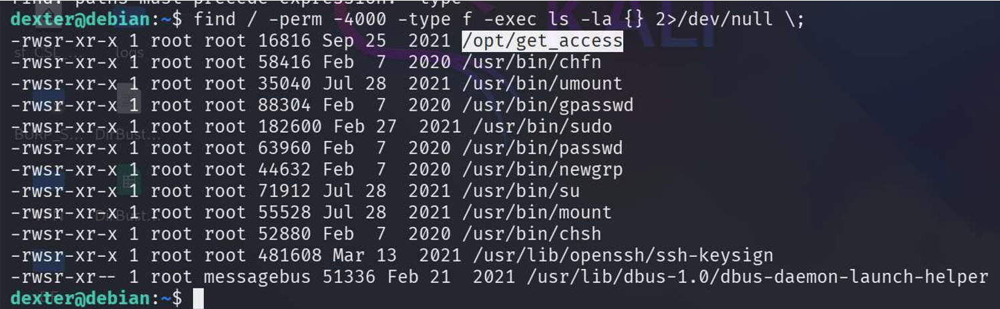 find: paths must precede expression: `type'
dexter@debian:~$ find / -perm -4000 -type f -exec ls -la {} 2>/dev/null \;
-rwsr-xr-x 1 root root 16816 Sep 25  2021 /opt/get_access
-rwsr-xr-x 1 root root 58416 Feb  7  2020 /usr/bin/chfn
-rwsr-xr-x 1 root root 35040 Jul 28  2021 /usr/bin/umount
-rwsr-xr-x 1 root root 88304 Feb  7  2020 /usr/bin/gpasswd
-rwsr-xr-x 1 root root 182600 Feb 27  2021 /usr/bin/sudo
-rwsr-xr-x 1 root root 63960 Feb  7  2020 /usr/bin/passwd
-rwsr-xr-x 1 root root 44632 Feb  7  2020 /usr/bin/newgrp
-rwsr-xr-x 1 root root 71912 Jul 28  2021 /usr/bin/su
-rwsr-xr-x 1 root root 55528 Jul 28  2021 /usr/bin/mount
-rwsr-xr-x 1 root root 52880 Feb  7  2020 /usr/bin/chsh
-rwsr-xr-x 1 root root 481608 Mar 13  2021 /usr/lib/openssh/ssh-keysign
-rwsr-xr-- 1 root messagebus 51336 Feb 21  2021 /usr/lib/dbus-1.0/dbus-daemon-launch-helper
dexter@debian:~$
KALI
logs